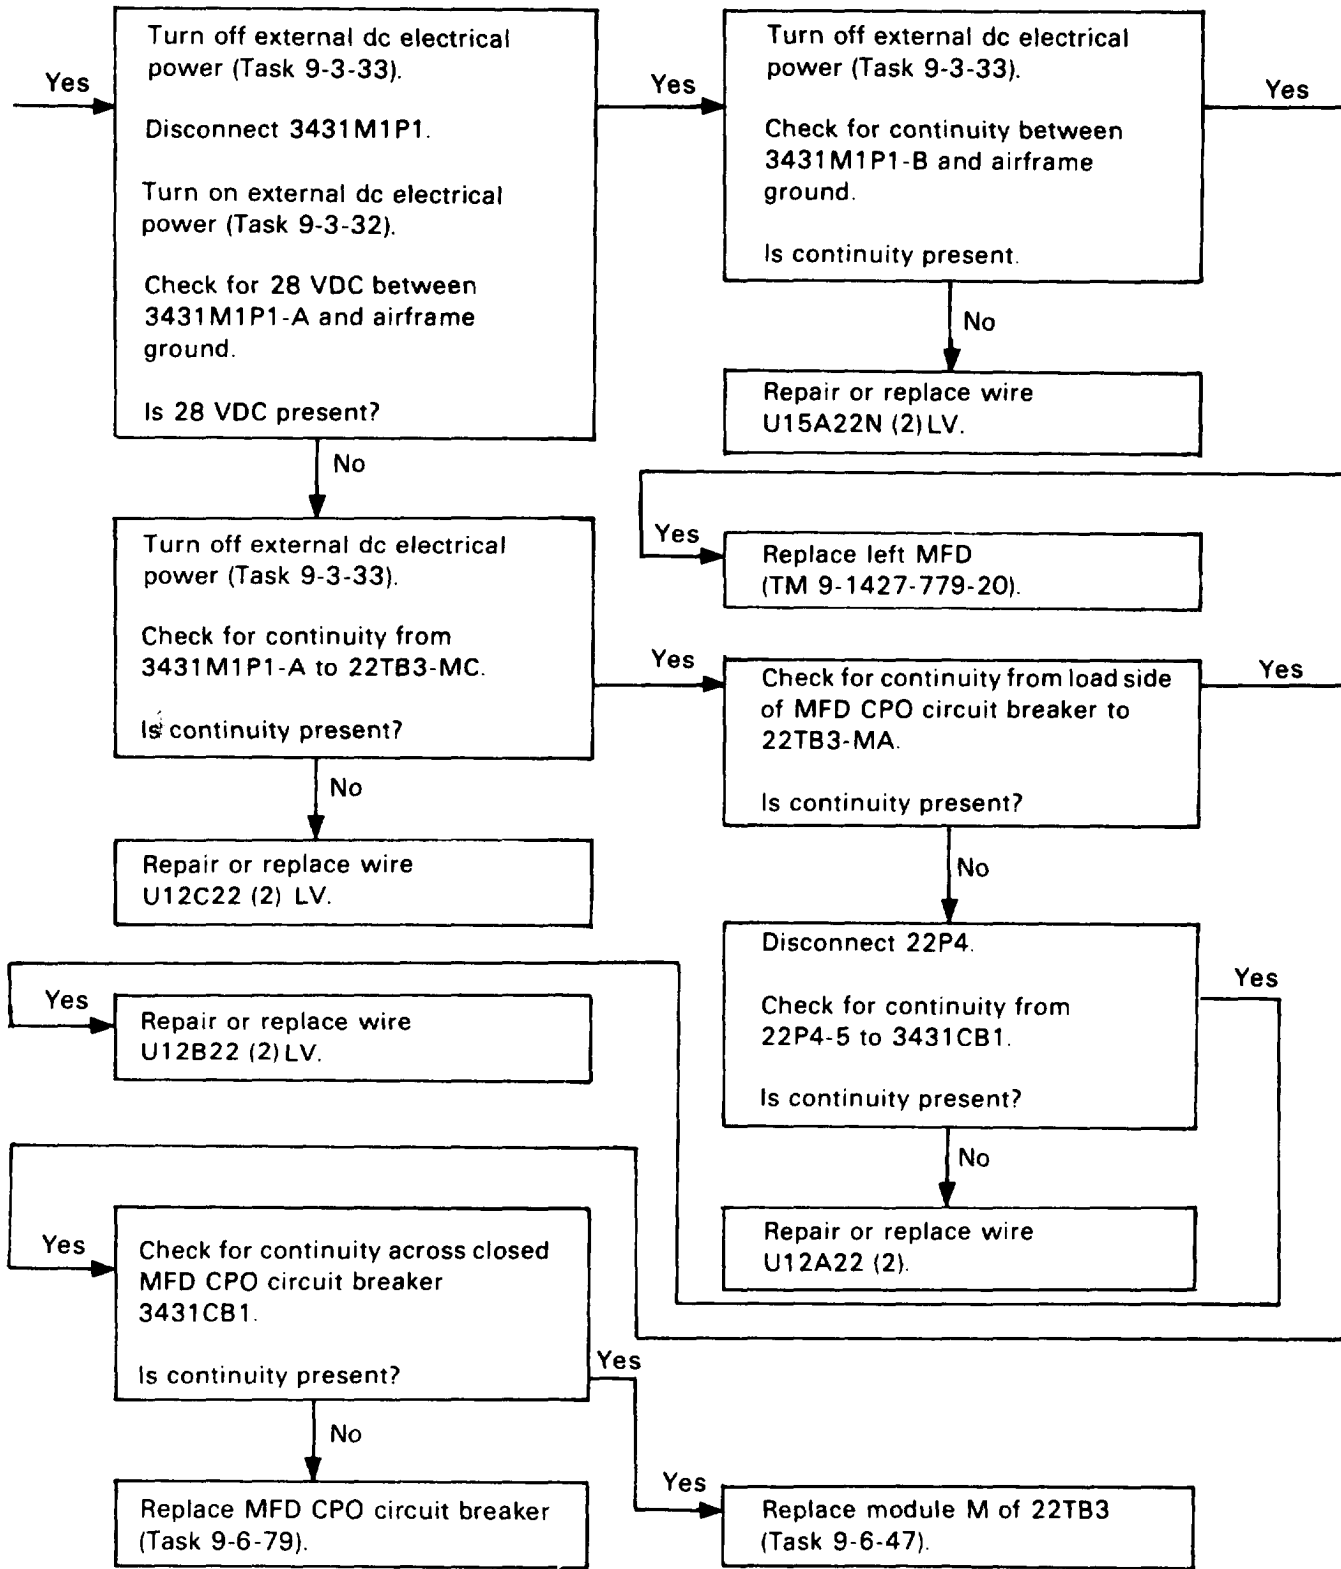 Yes
Turn off external dc electrical
power (Task 9-3-33).
Disconnect 3431M1P1.
Turn on external dc electrical
power (Task 9-3-32).
Check for 28 VDC between
3431M1P1-A and airframe
ground.
Is 28 VDC present?
Yes
Turn off external dc electrical
power (Task 9-3-33).
Check for continuity between
3431M1P1-B and airframe
ground.
Is continuity present.
Yes
No
Repair or replace wire
U15A22N (2) LV.
No
Yes
Replace left MFD
(TM 9-1427-779-20).
Turn off external dc electrical
power (Task 9-3-33).
Check for continuity from
3431M1P1-A to 22TB3-MC.
Is continuity present?
Yes
Check for continuity from load side
of MFD CPO circuit breaker to
22TB3-MA.
Is continuity present?
Yes
No
Repair or replace wire
U12C22 (2) LV.
No
Disconnect 22P4.
Check for continuity from
22P4-5 to 3431CB1.
Is continuity present?
Yes
Yes
Repair or replace wire
U12B22 (2) LV.
No
Repair or replace wire
U12A22 (2).
Yes
Check for continuity across closed
MFD CPO circuit breaker
3431CB1.
Is continuity present?
Yes
No
Replace MFD CPO circuit breaker
(Task 9-6-79).
Yes
Replace module M of 22TB3
(Task 9-6-47).